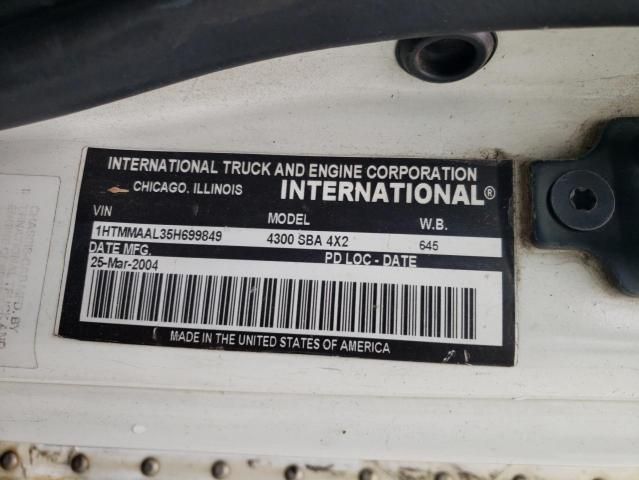 INTERNATIONAL TRUCK AND ENGINE CORPORATION
CHICAGO, ILLINOIS INTERNATIONAL®
VIN MODEL W.B.
1HTMMAAL35H699849 4300 SBA 4X2 645
DATE MFG. PD LOC - DATE
25-Mar-2004
MADE IN THE UNITED STATES OF AMERICA